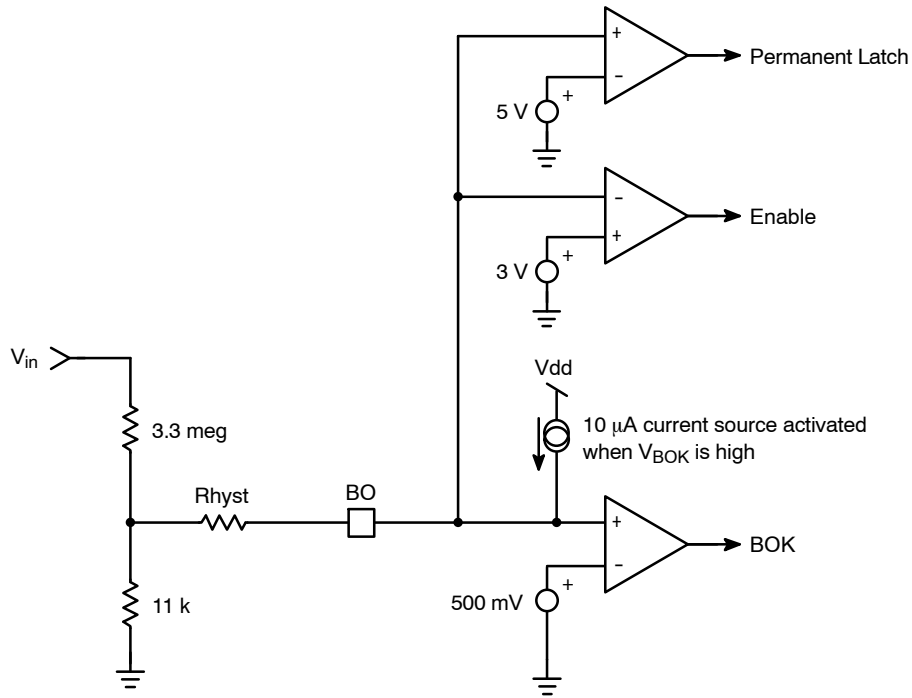 +
Permanent Latch
−
+
5 V
−
Enable
+
+
3 V
Vin
Vdd
3.3 meg
10 μA current source activated
when VBOK is high
Rhyst
BO
+
BOK
−
+
11 k
500 mV